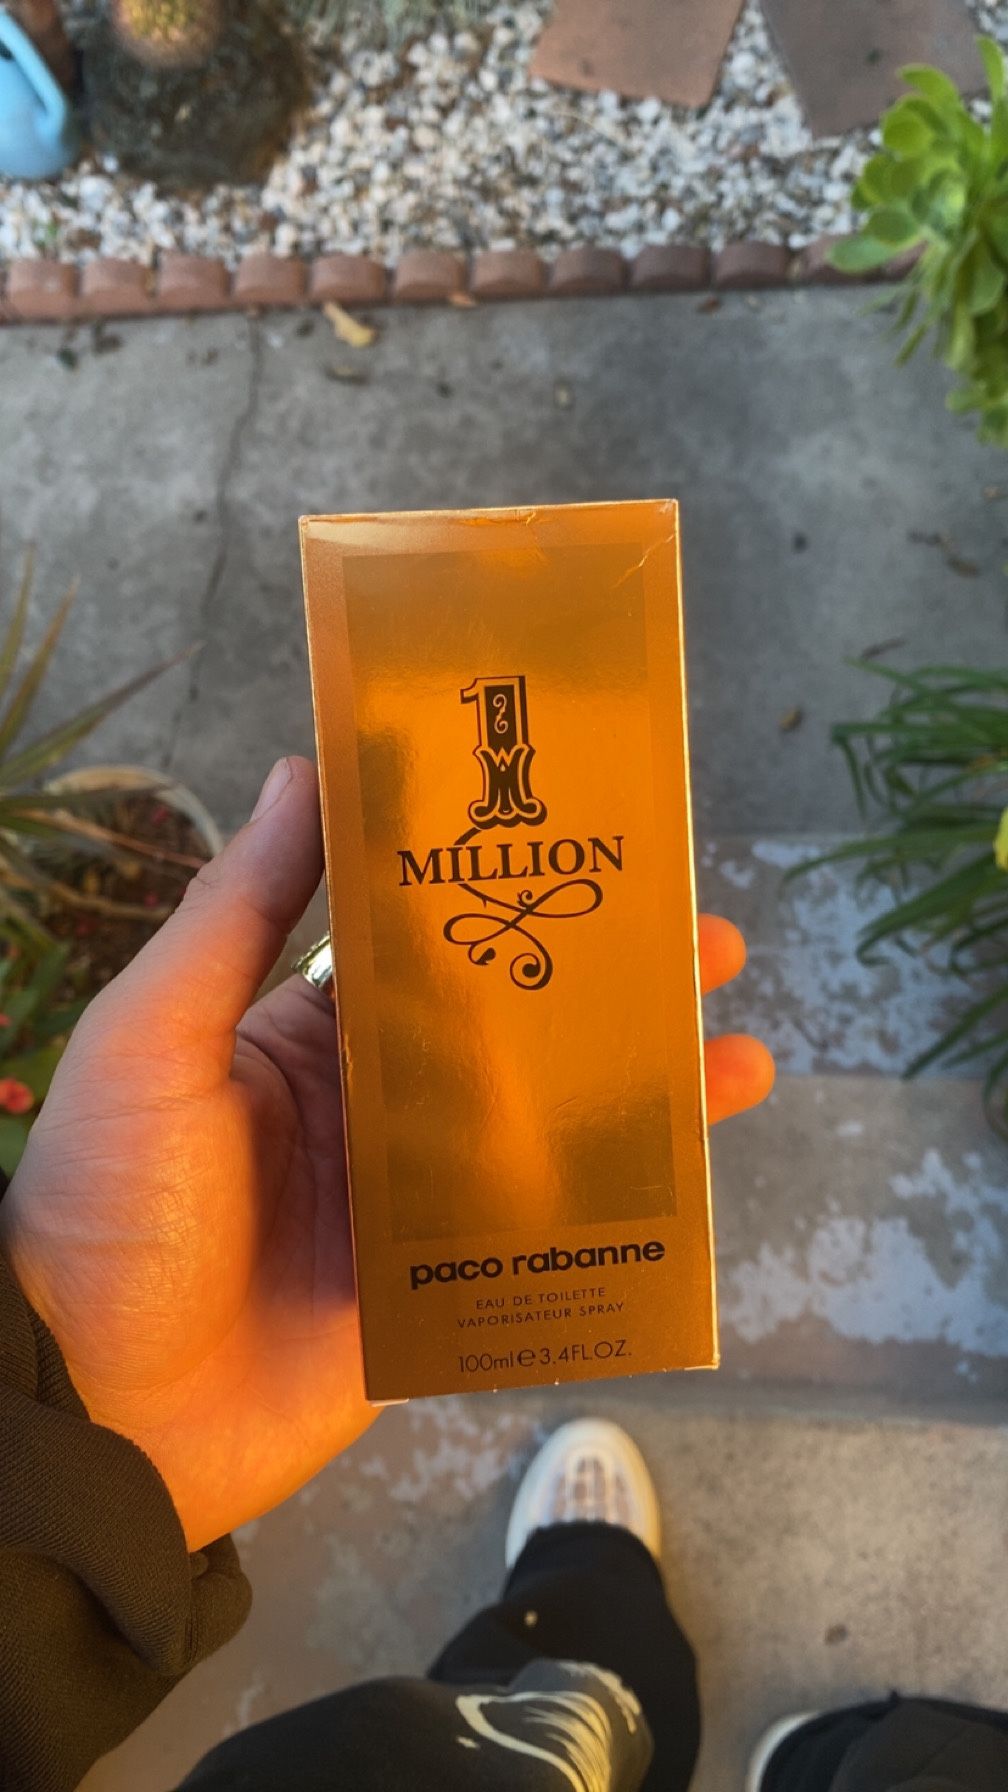 1
MILLION
paco rabanne
EAU DE TOILETTE
VAPORISATEUR SPRAY
100ml℮3.4FL.OZ.